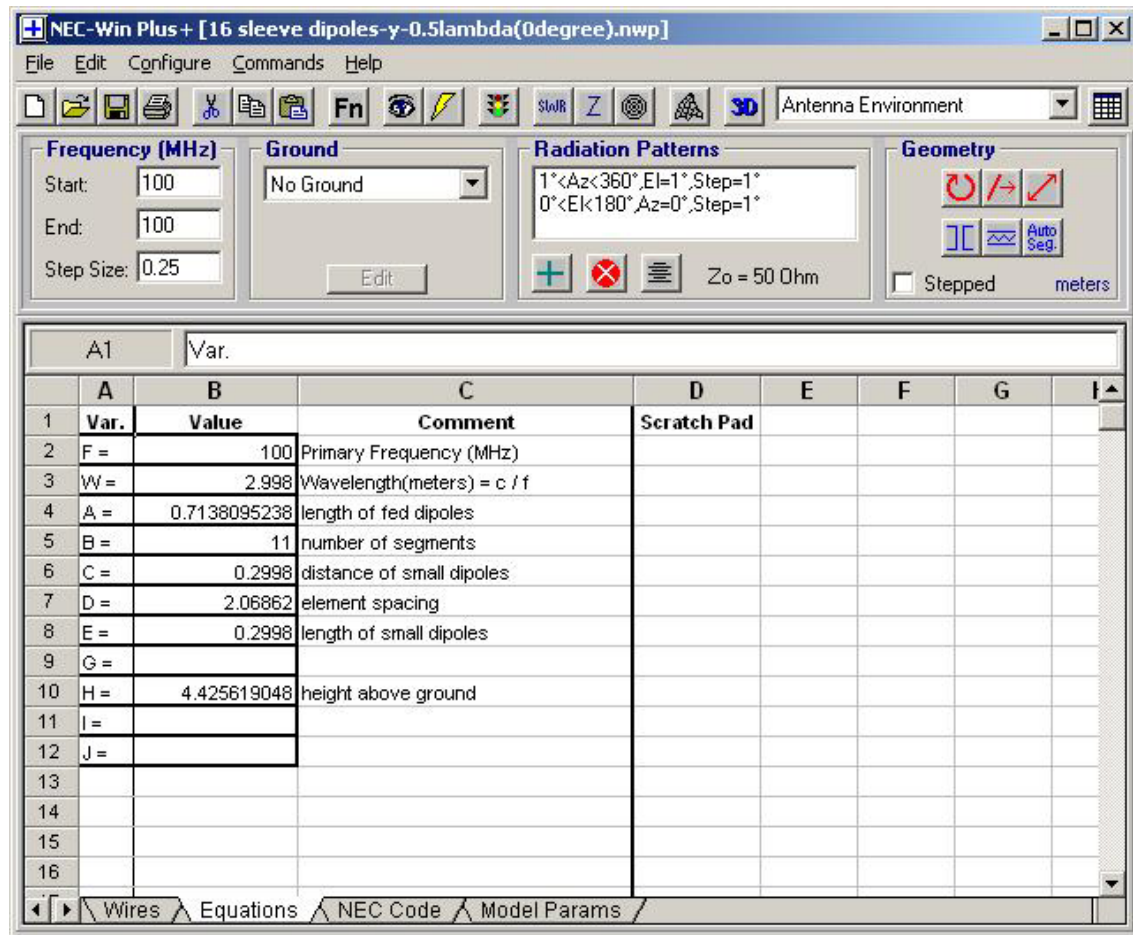 NEC-Win Plus+ [16 sleeve dipoles-y-0.5lambda(0degree).nwp]
File Edit Configure Commands Help
Fn SWR Z 3D Antenna Environment
Frequency (MHz)
Start: 100
End: 100
Step Size: 0.25
Ground
No Ground
Edit
Radiation Patterns
1°<Az<360°,El=1°,Step=1°
0°<El<180°,Az=0°,Step=1°
Zo = 50 Ohm
Geometry
Auto Seg.
Stepped meters
A1 Var.
A B C D E F G H
1 Var. Value Comment Scratch Pad
2 F = 100 Primary Frequency (MHz)
3 W = 2.998 Wavelength(meters) = c / f
4 A = 0.7138095238 length of fed dipoles
5 B = 11 number of segments
6 C = 0.2998 distance of small dipoles
7 D = 2.06862 element spacing
8 E = 0.2998 length of small dipoles
9 G =
10 H = 4.425619048 height above ground
11 I =
12 J =
13
14
15
16
Wires Equations NEC Code Model Params